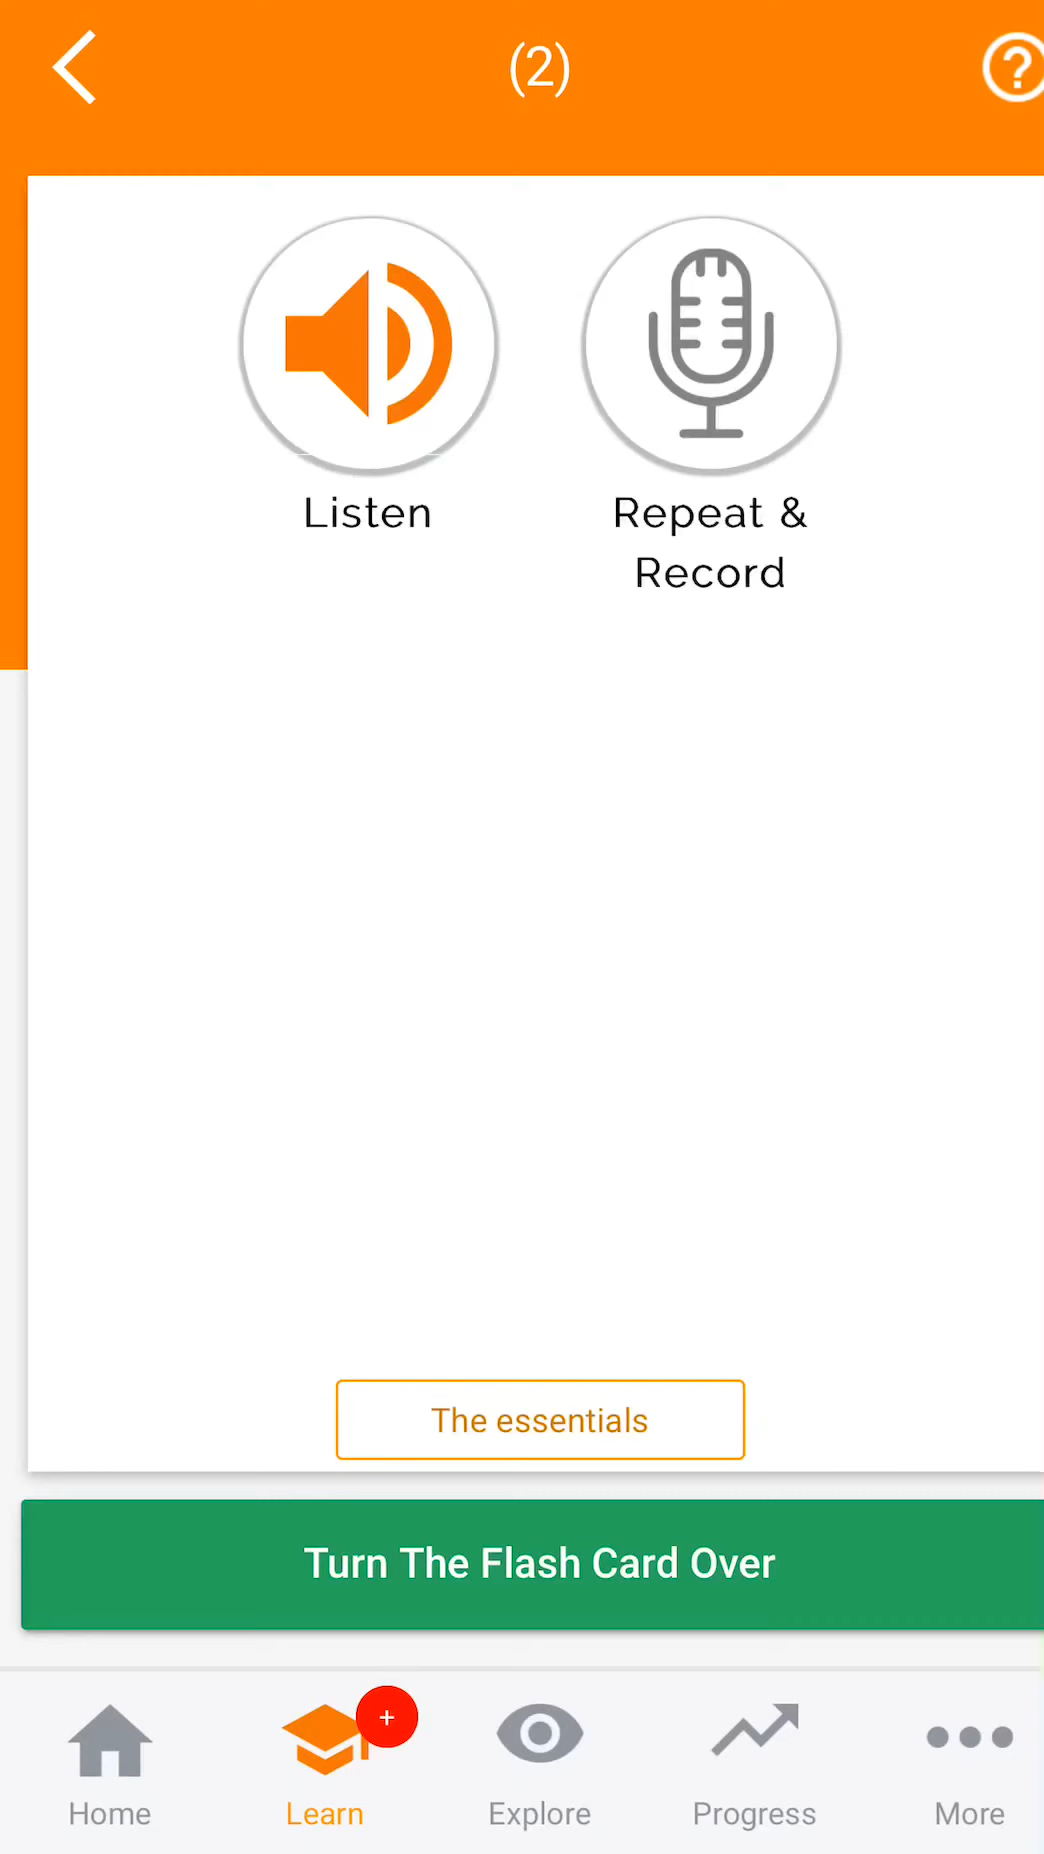 (2)
?
Listen
Repeat &
Record
The essentials
Turn The Flash Card Over
+
Home
Learn
Explore
Progress
More